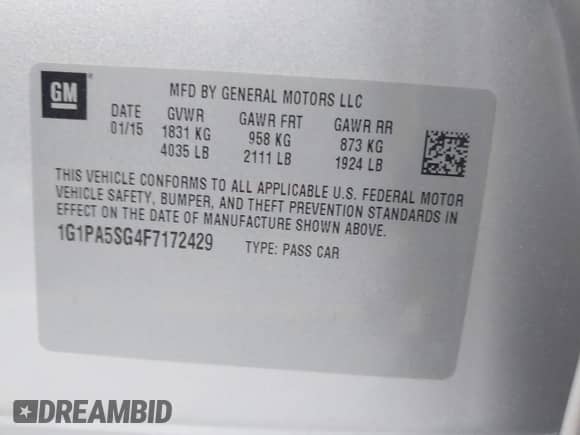 GM
MFD BY GENERAL MOTORS LLC
DATE GVWR GAWR FRT GAWR RR
01/15 1831 KG 958 KG 873 KG
4035 LB 2111 LB 1924 LB
THIS VEHICLE CONFORMS TO ALL APPLICABLE U.S. FEDERAL MOTOR
VEHICLE SAFETY, BUMPER, AND THEFT PREVENTION STANDARDS IN
EFFECT ON THE DATE OF MANUFACTURE SHOWN ABOVE.
1G1PA5SG4F7172429 TYPE: PASS CAR
DREAMBID